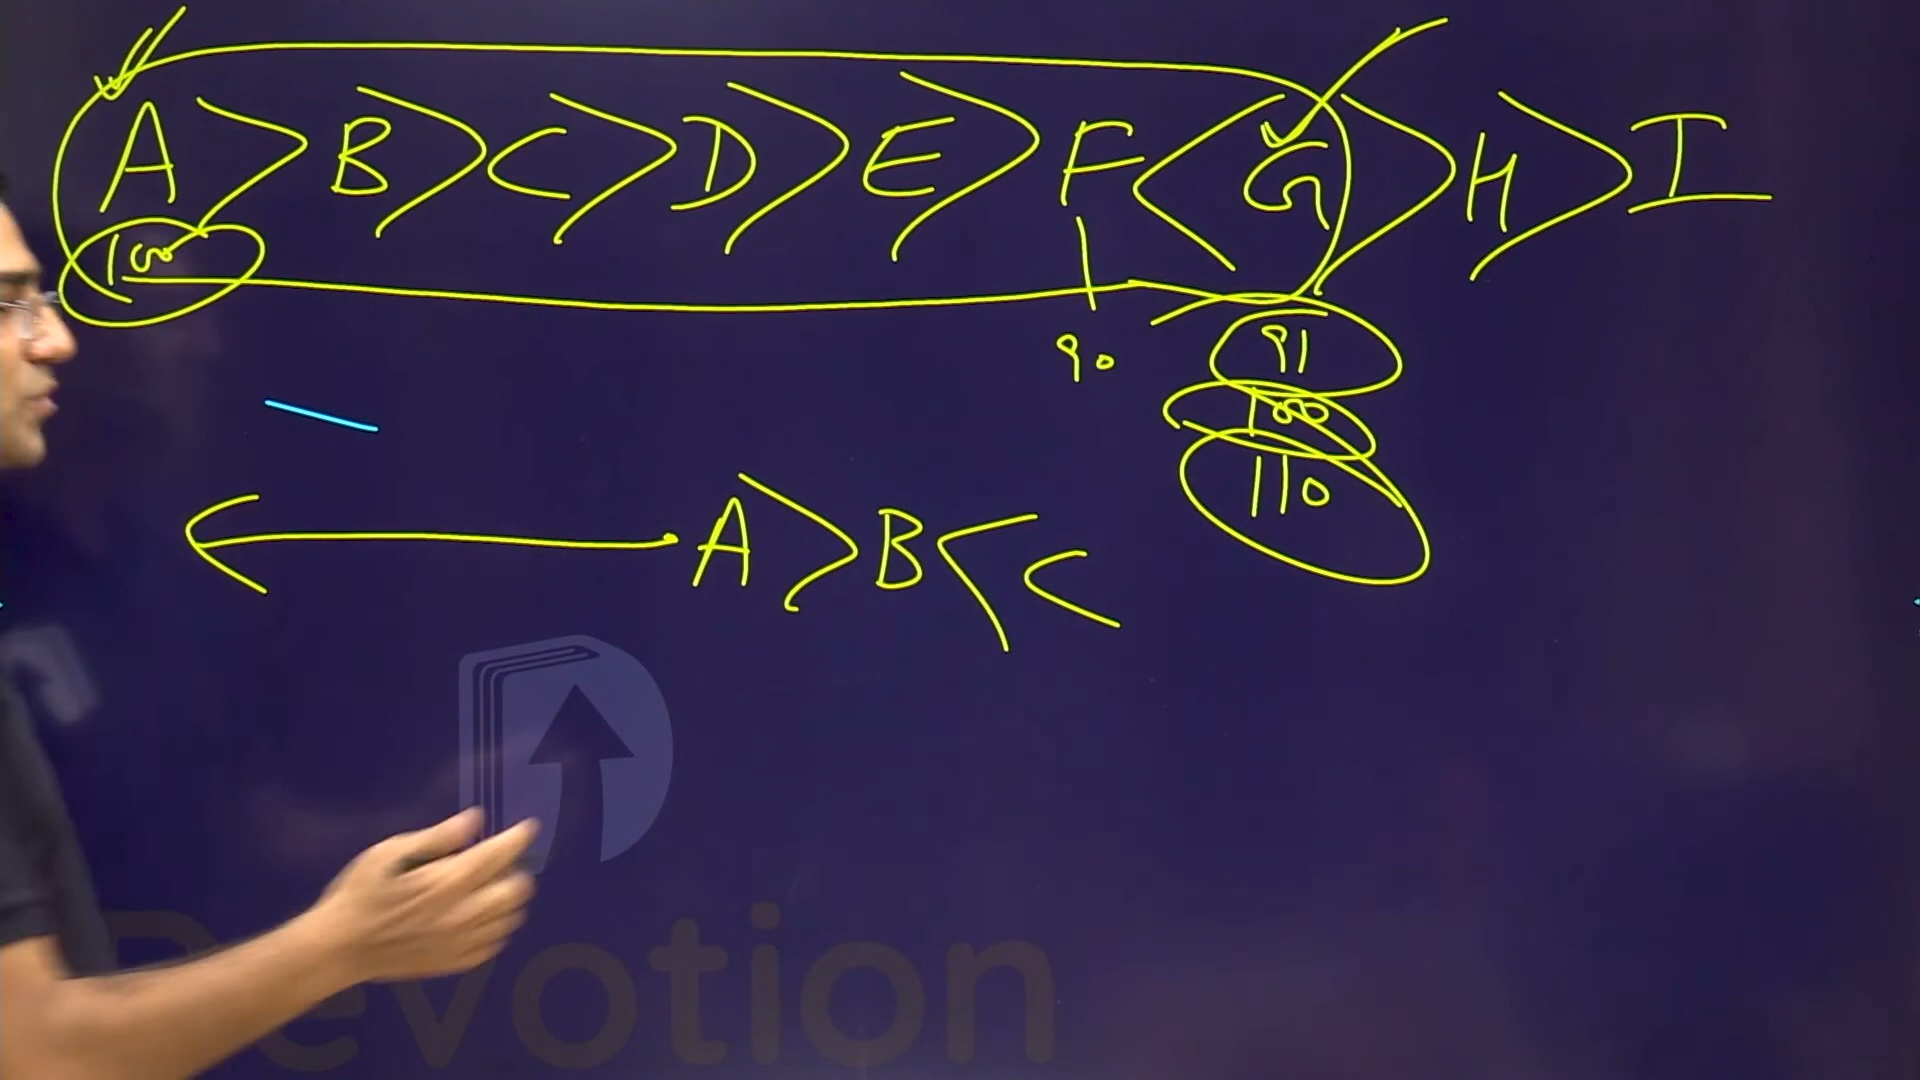 A > B > C > D > E > F < G > H > I
100
90
91
100
110
A > B < C
Devotion